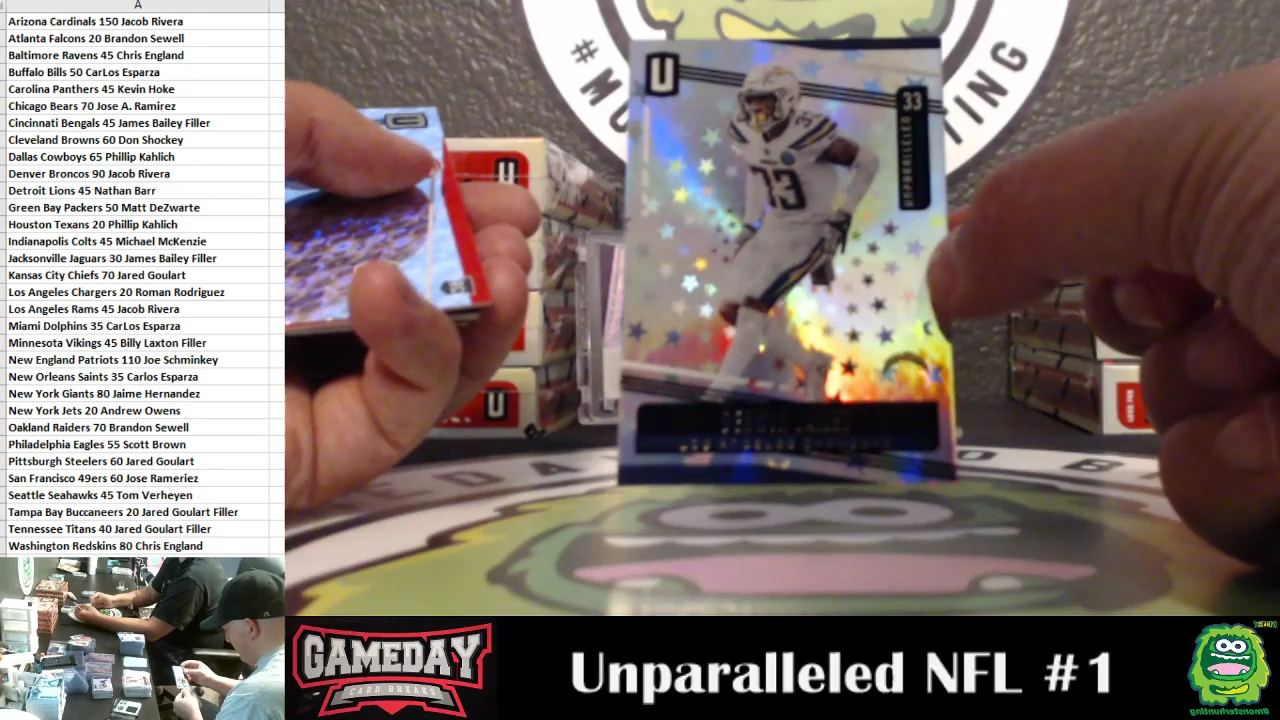 A
Arizona Cardinals 150 Jacob Rivera
Atlanta Falcons 20 Brandon Sewell
Baltimore Ravens 45 Chris England
Buffalo Bills 50 CarLos Esparza
Carolina Panthers 45 Kevin Hoke
Chicago Bears 70 Jose A. Ramirez
Cincinnati Bengals 45 James Bailey Filler
Cleveland Browns 60 Don Shockey
Dallas Cowboys 65 Phillip Kahlich
Denver Broncos 90 Jacob Rivera
Detroit Lions 45 Nathan Barr
Green Bay Packers 50 Matt DeZwarte
Houston Texans 20 Phillip Kahlich
Indianapolis Colts 45 Michael McKenzie
Jacksonville Jaguars 30 James Bailey Filler
Kansas City Chiefs 70 Jared Goulart
Los Angeles Chargers 20 Roman Rodriguez
Los Angeles Rams 45 Jacob Rivera
Miami Dolphins 35 CarLos Esparza
Minnesota Vikings 45 Billy Laxton Filler
New England Patriots 110 Joe Schminkey
New Orleans Saints 35 Carlos Esparza
New York Giants 80 Jaime Hernandez
New York Jets 20 Andrew Owens
Oakland Raiders 70 Brandon Sewell
Philadelphia Eagles 55 Scott Brown
Pittsburgh Steelers 60 Jared Goulart
San Francisco 49ers 60 Jose Rameriez
Seattle Seahawks 45 Tom Verheyen
Tampa Bay Buccaneers 20 Jared Goulart Filler
Tennessee Titans 40 Jared Goulart Filler
Washington Redskins 80 Chris England
U
33
UNPARALLELED
33
U
U
GAMEDAY
CARD BREAKS
Unparalleled NFL #1
#monsterhunting